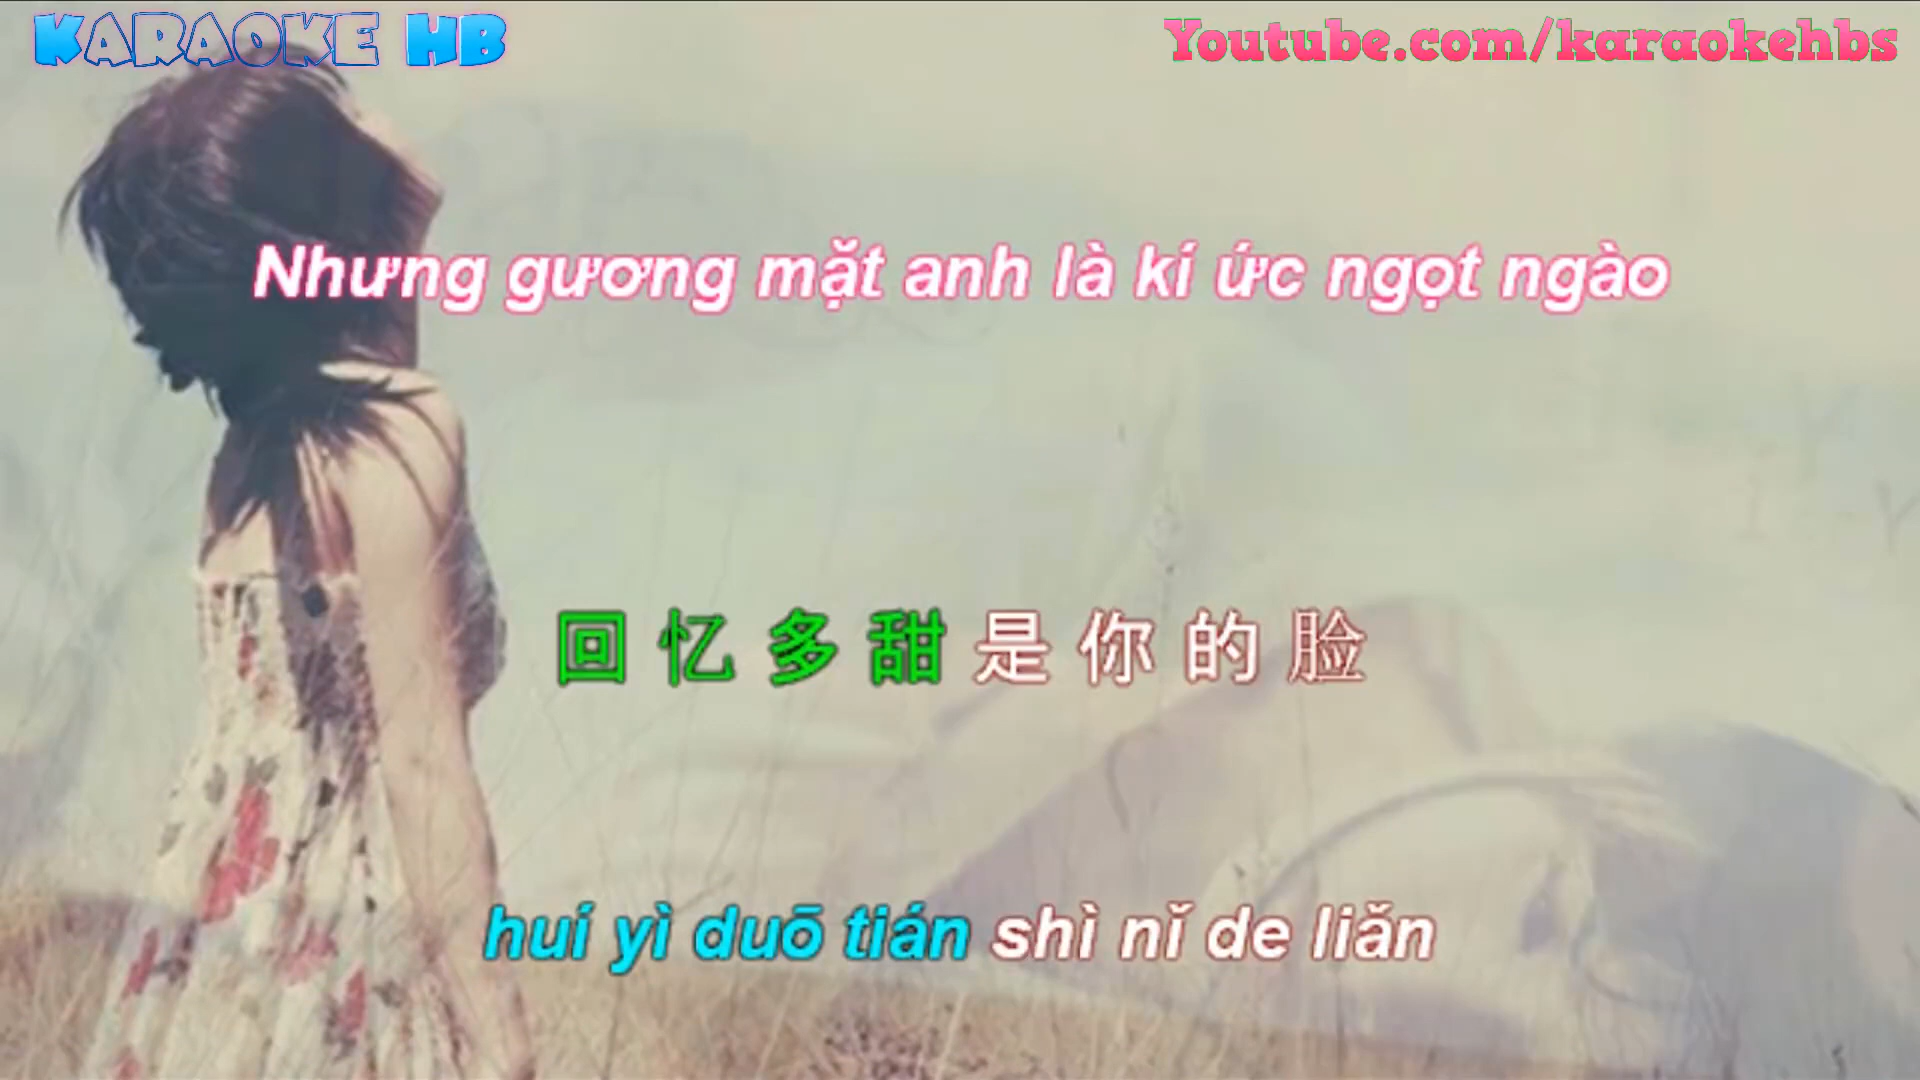 KARAOKE HB
Youtube.com/karaokehbs
Nhưng gương mặt anh là kí ức ngọt ngào
回忆多甜是你的脸
huí yì duō tián shì nǐ de liǎn